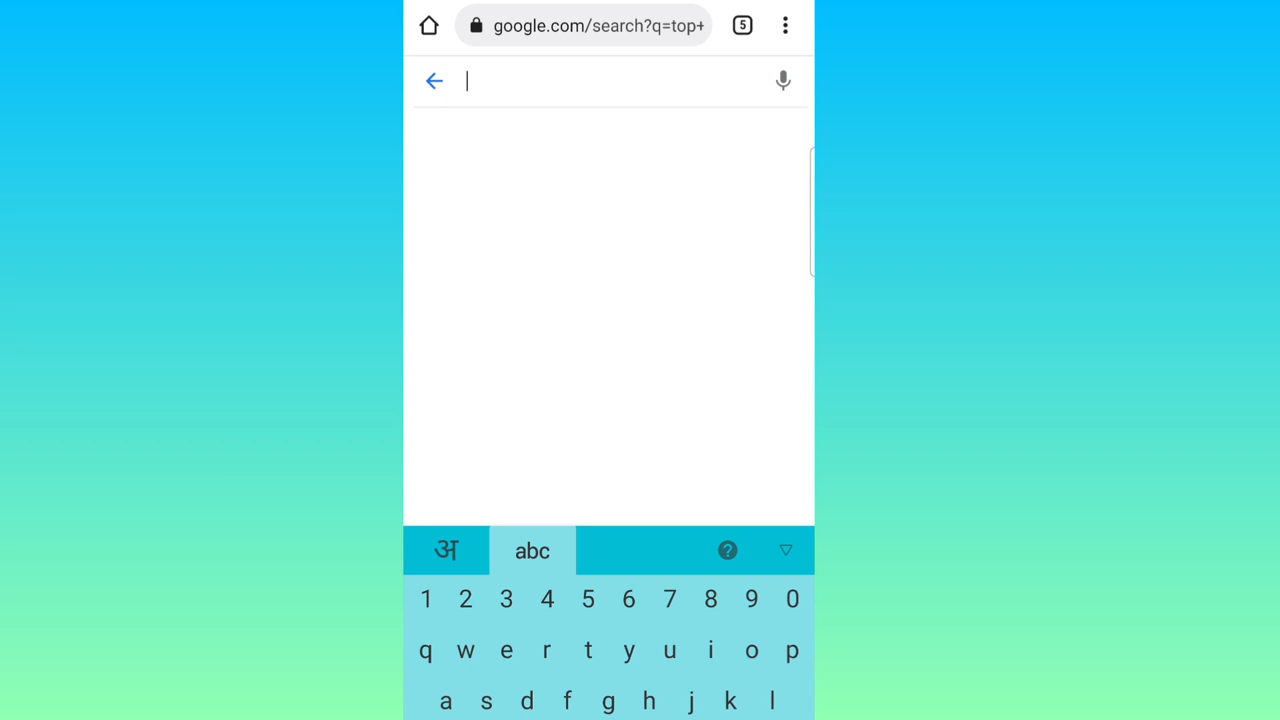 google.com/search?q=top+ 5
अ abc ?
1 2 3 4 5 6 7 8 9 0
q w e r t y u i o p
a s d f g h j k l